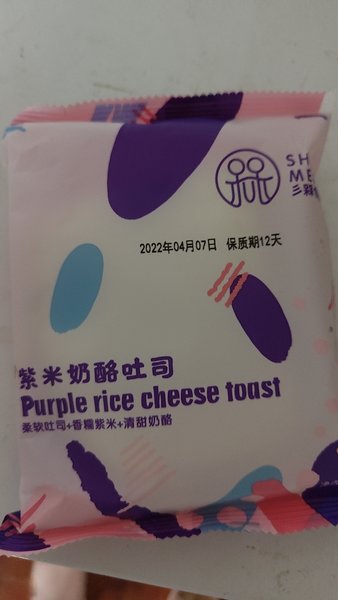 SH
ME
2022年04月07日 保质期12天
紫米奶酪吐司
Purple rice cheese toast
柔软吐司+香糯紫米+清甜奶酪